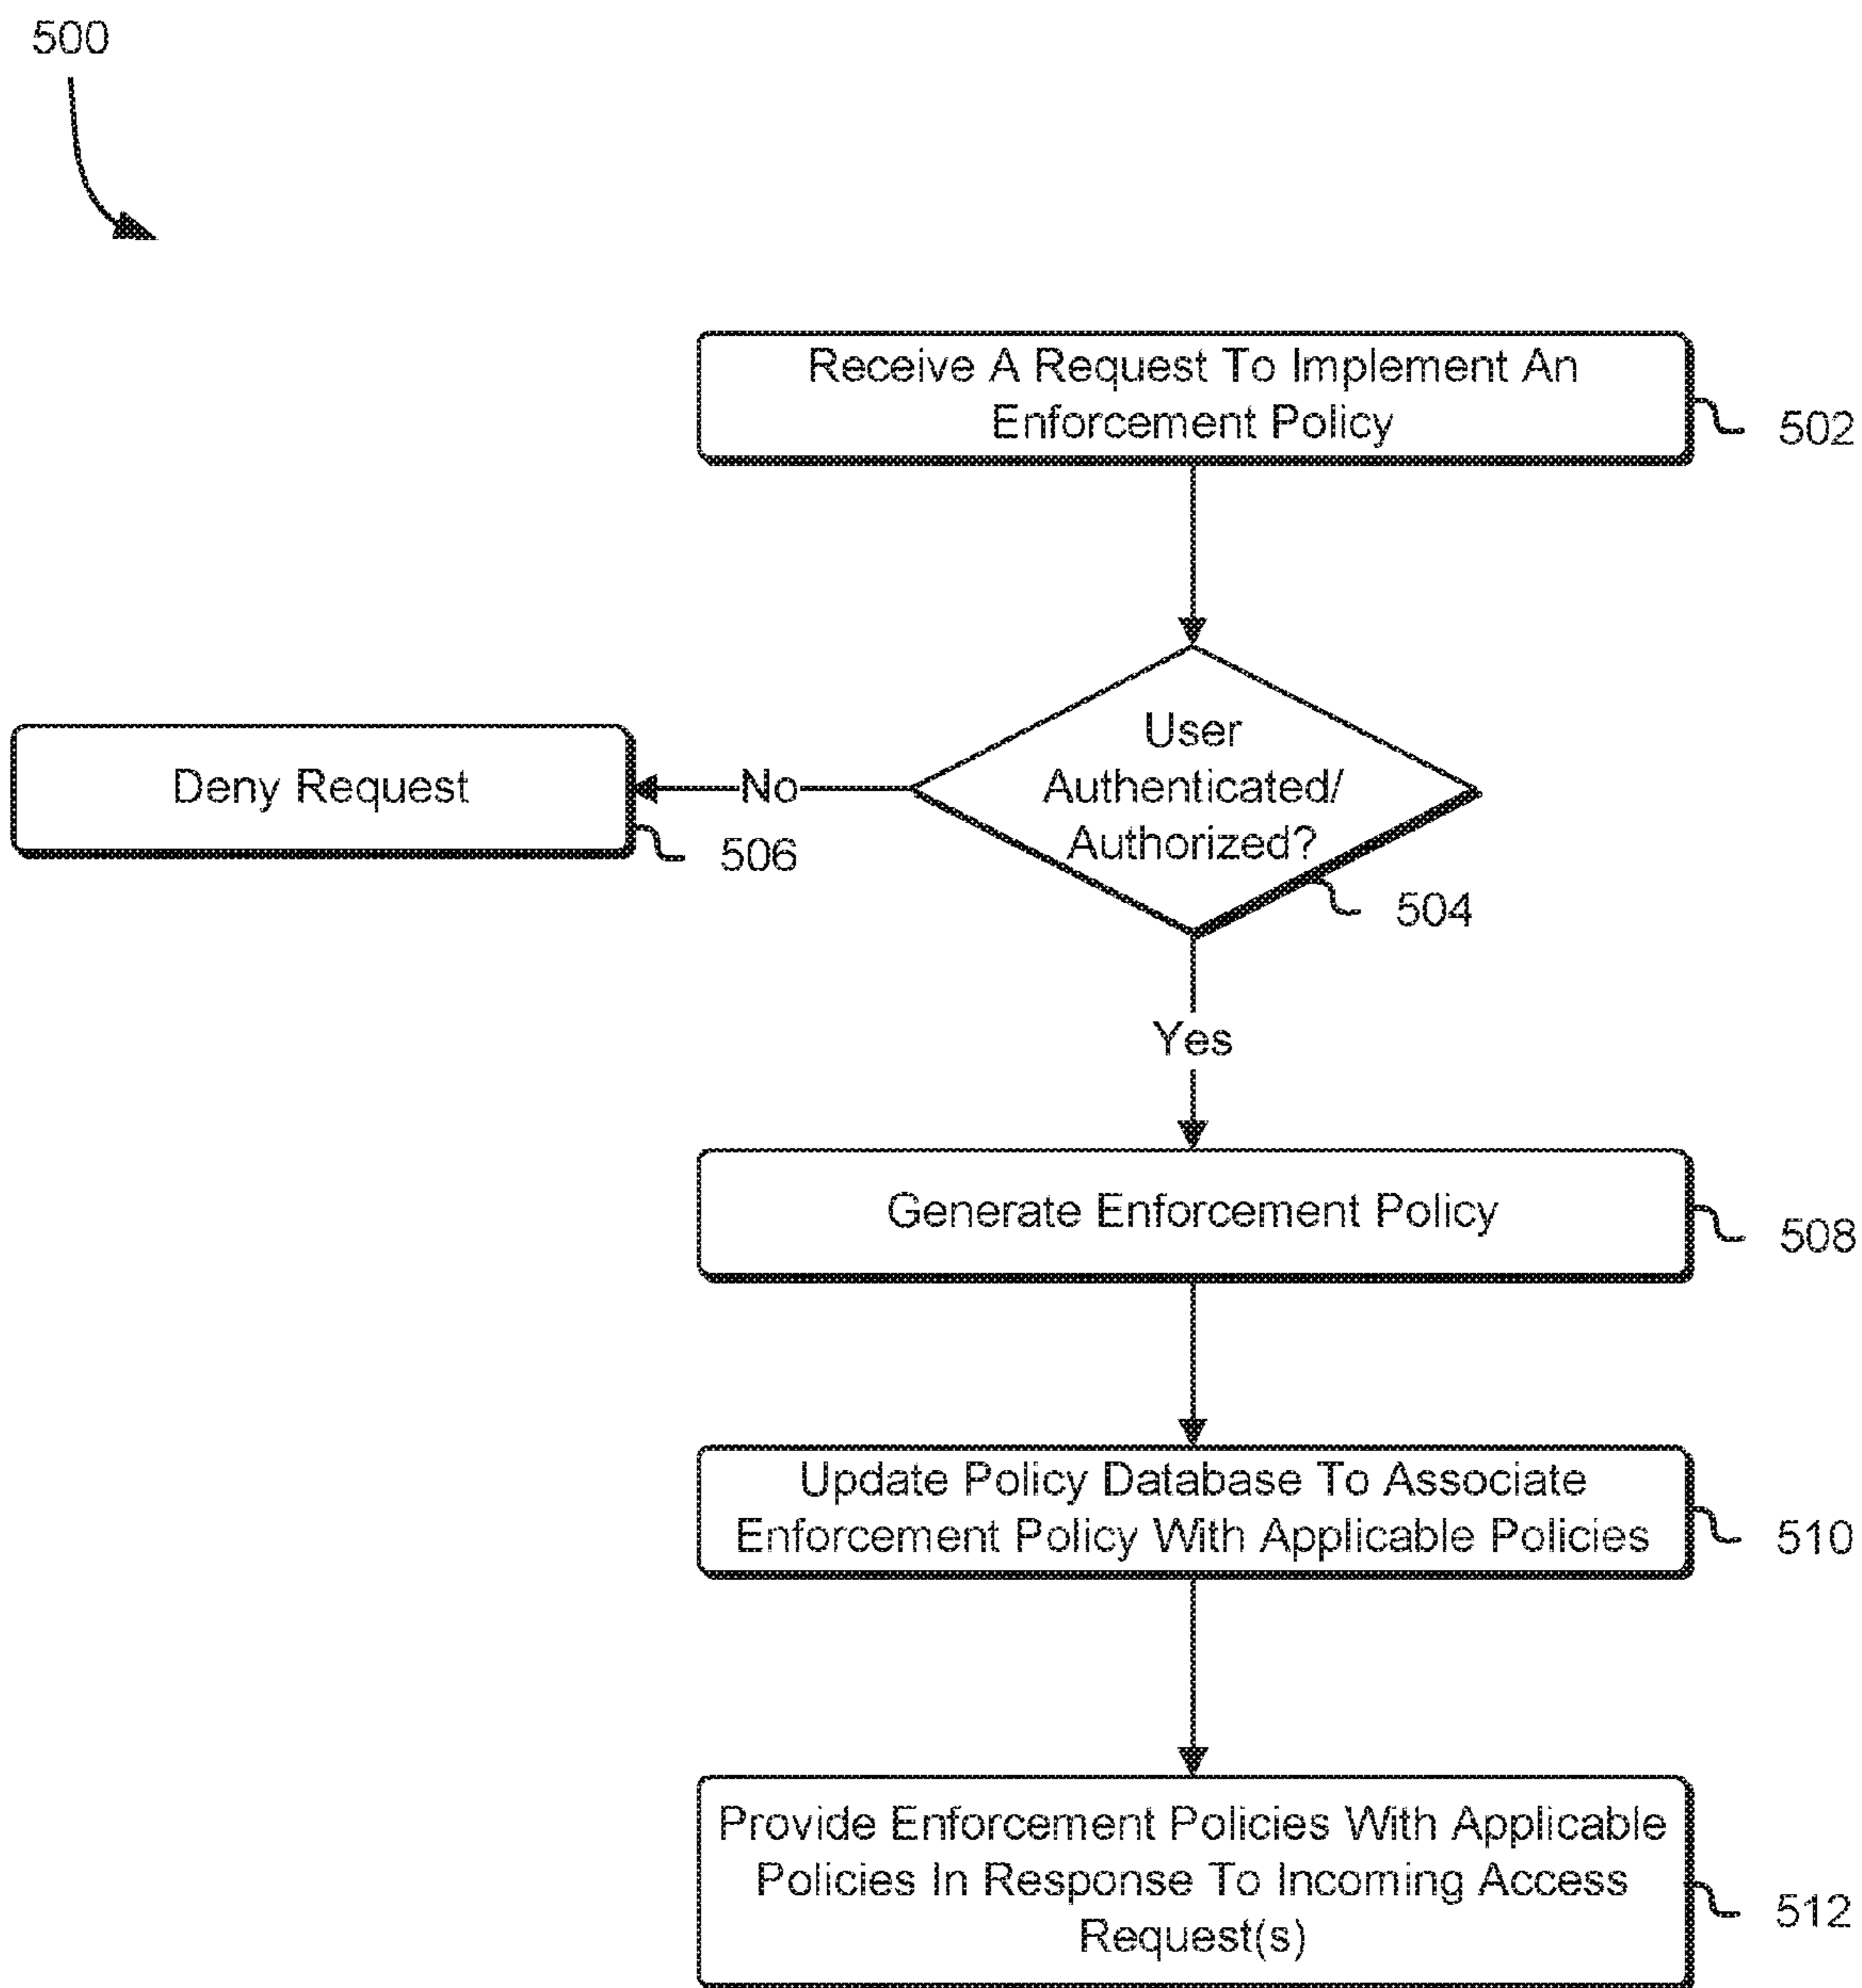 500
Receive A Request To Implement An
Enforcement Policy
502
User
Authenticated/
Authorized?
504
No
Deny Request
506
Yes
Generate Enforcement Policy
508
Update Policy Database To Associate
Enforcement Policy With Applicable Policies
510
Provide Enforcement Policies With Applicable
Policies In Response To Incoming Access
Request(s)
512